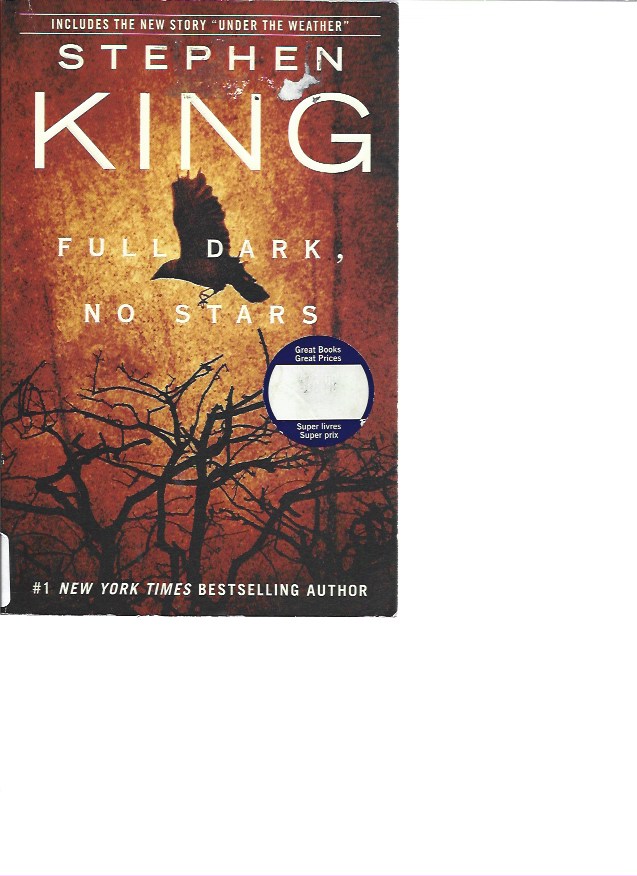 INCLUDES THE NEW STORY "UNDER THE WEATHER"
STEPHEN
KING
FULL DARK,
NO STARS
Great Books
Great Prices
Super livres
Super prix
#1 NEW YORK TIMES BESTSELLING AUTHOR